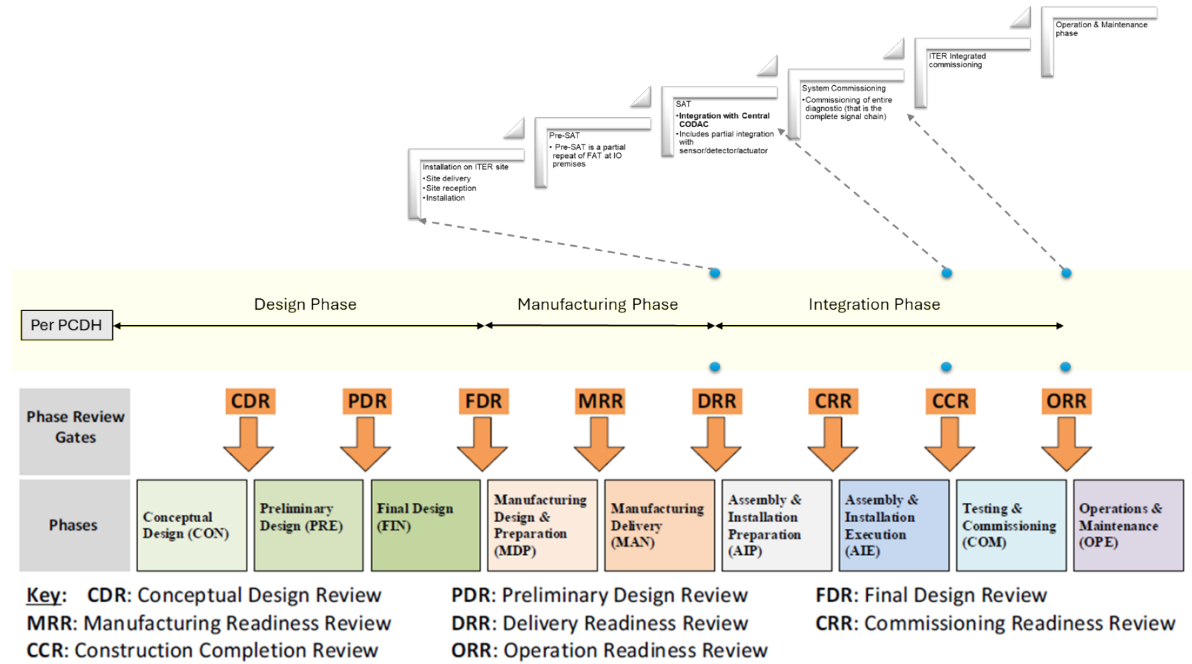 Operation & Maintenance
phase
ITER Integrated
commissioning
System Commissioning
•Commissioning of entire
diagnostic (that is the
complete signal chain)
SAT
•Integration with Central
CODAC
•Includes partial integration
with
sensor/detector/actuator
Pre-SAT
• Pre-SAT is a partial
repeat of FAT at IO
premises
Installation on ITER site
•Site delivery
•Site reception
•Installation
Design Phase
Manufacturing Phase
Integration Phase
Per PCDH
Phase Review
Gates
CDR
PDR
FDR
MRR
DRR
CRR
CCR
ORR
Phases
Conceptual
Design (CON)
Preliminary
Design (PRE)
Final Design
(FIN)
Manufacturing
Design &
Preparation
(MDP)
Manufacturing
Delivery
(MAN)
Assembly &
Installation
Preparation
(AIP)
Assembly &
Installation
Execution
(AIE)
Testing &
Commissioning
(COM)
Operations &
Maintenance
(OPE)
Key: CDR: Conceptual Design Review PDR: Preliminary Design Review FDR: Final Design Review
MRR: Manufacturing Readiness Review DRR: Delivery Readiness Review CRR: Commissioning Readiness Review
CCR: Construction Completion Review ORR: Operation Readiness Review